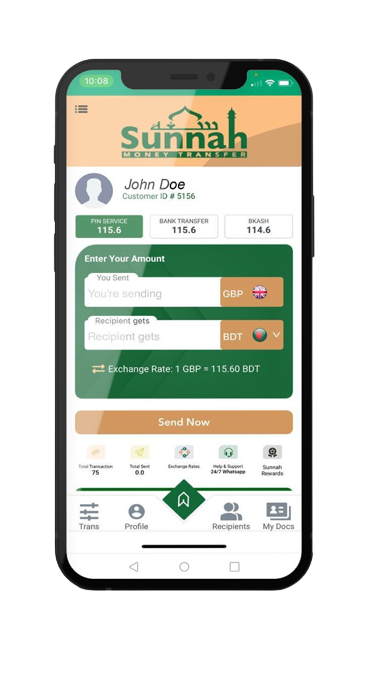 10:08
سنة
Sunnah
MONEY TRANSFER
John Doe
Customer ID # 5156
PIN SERVICE
115.6
BANK TRANSFER
115.6
BKASH
114.6
Enter Your Amount
You Sent
You're sending
GBP
Recipient gets
Recipient gets
BDT
Exchange Rate: 1 GBP = 115.60 BDT
Send Now
Total Transaction
75
Total Sent
0.0
Exchange Rates
Help & Support
24/7 Whatsapp
Sunnah
Rewards
Trans
Profile
Recipients
My Docs